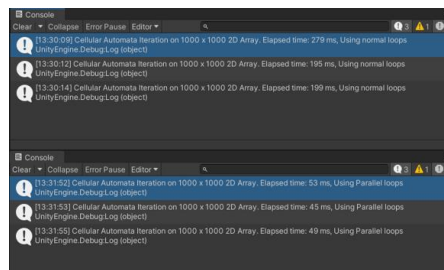 Console
Clear Collapse Error Pause Editor 3 1 0
[13:30:09] Cellular Automata Iteration on 1000 x 1000 2D Array. Elapsed time: 279 ms, Using normal loops
UnityEngine.Debug:Log (object)
[13:30:12] Cellular Automata Iteration on 1000 x 1000 2D Array. Elapsed time: 195 ms, Using normal loops
UnityEngine.Debug:Log (object)
[13:30:14] Cellular Automata Iteration on 1000 x 1000 2D Array. Elapsed time: 199 ms, Using normal loops
UnityEngine.Debug:Log (object)
Console
Clear Collapse Error Pause Editor 3 1
[13:31:52] Cellular Automata Iteration on 1000 x 1000 2D Array. Elapsed time: 53 ms, Using Parallel loops
UnityEngine.Debug:Log (object)
[13:31:53] Cellular Automata Iteration on 1000 x 1000 2D Array. Elapsed time: 45 ms, Using Parallel loops
UnityEngine.Debug:Log (object)
[13:31:55] Cellular Automata Iteration on 1000 x 1000 2D Array. Elapsed time: 49 ms, Using Parallel loops
UnityEngine.Debug:Log (object)